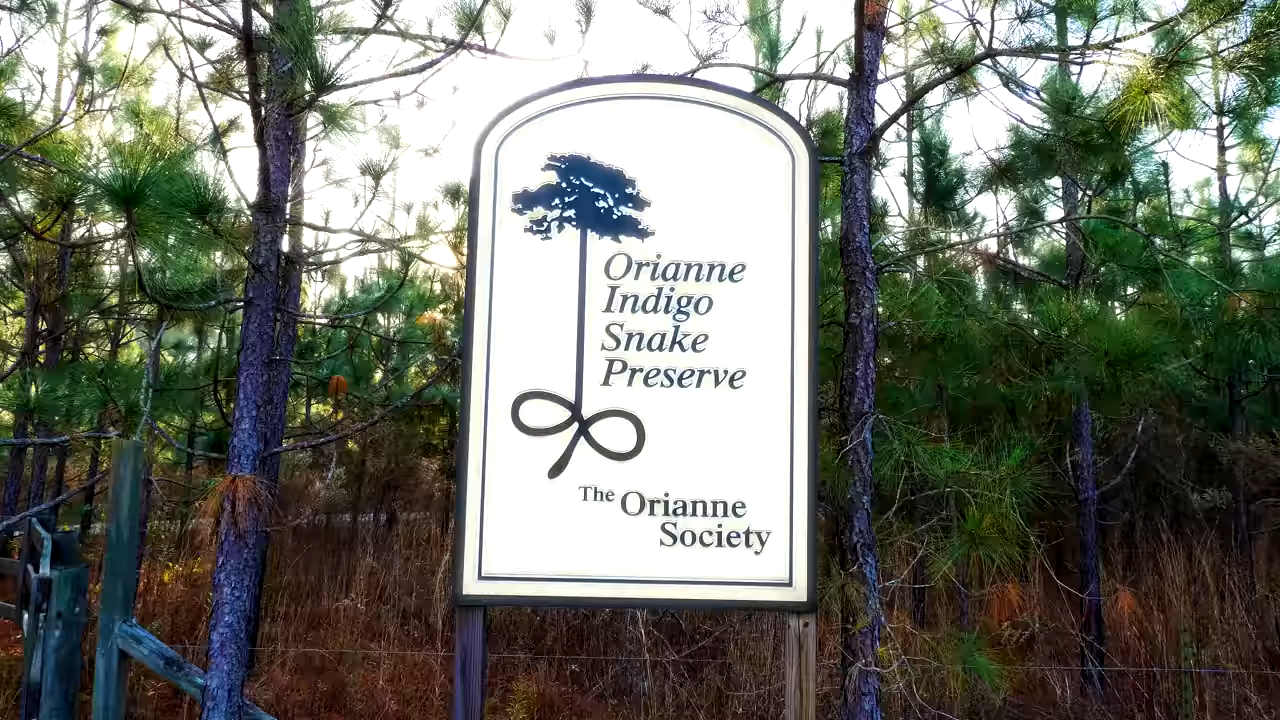 Orianne
Indigo
Snake
Preserve
The Orianne
Society